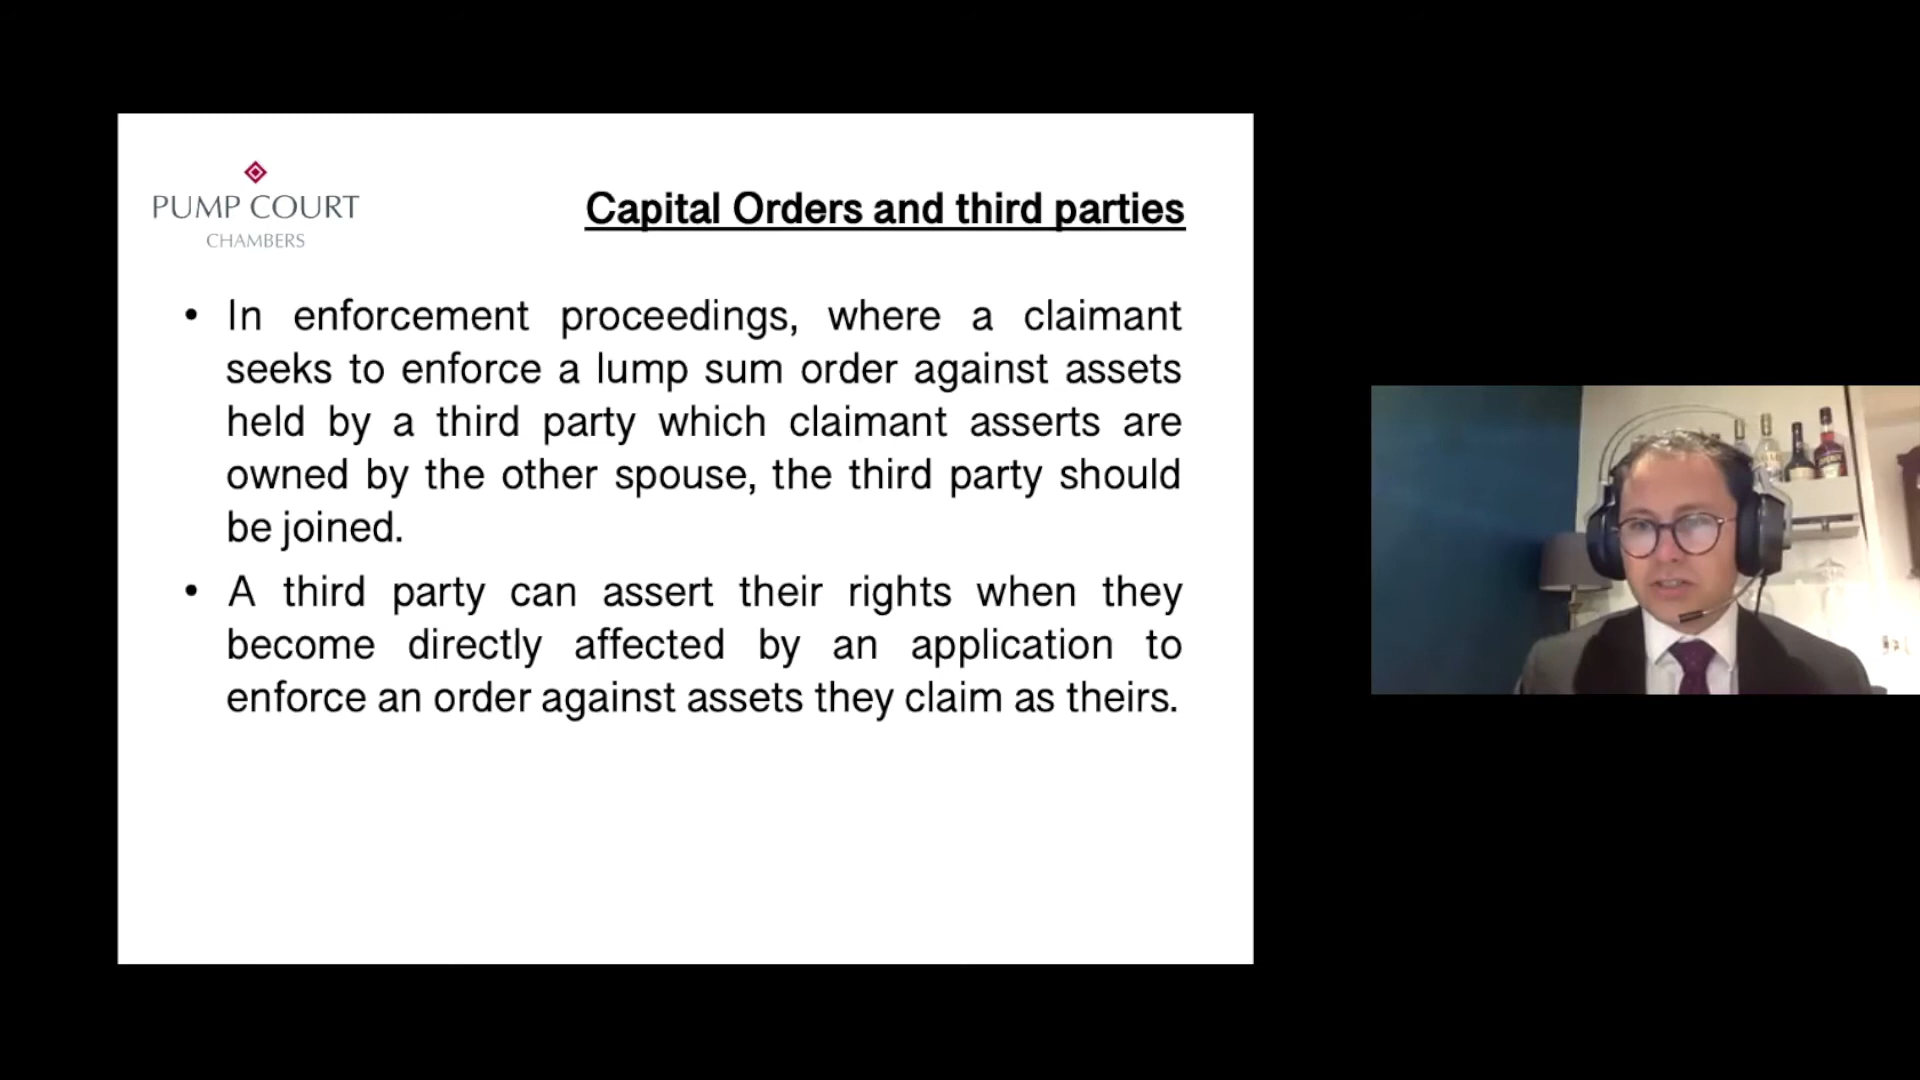 PUMP COURT
CHAMBERS
Capital Orders and third parties
• In enforcement proceedings, where a claimant
seeks to enforce a lump sum order against assets
held by a third party which claimant asserts are
owned by the other spouse, the third party should
be joined.
• A third party can assert their rights when they
become directly affected by an application to
enforce an order against assets they claim as theirs.